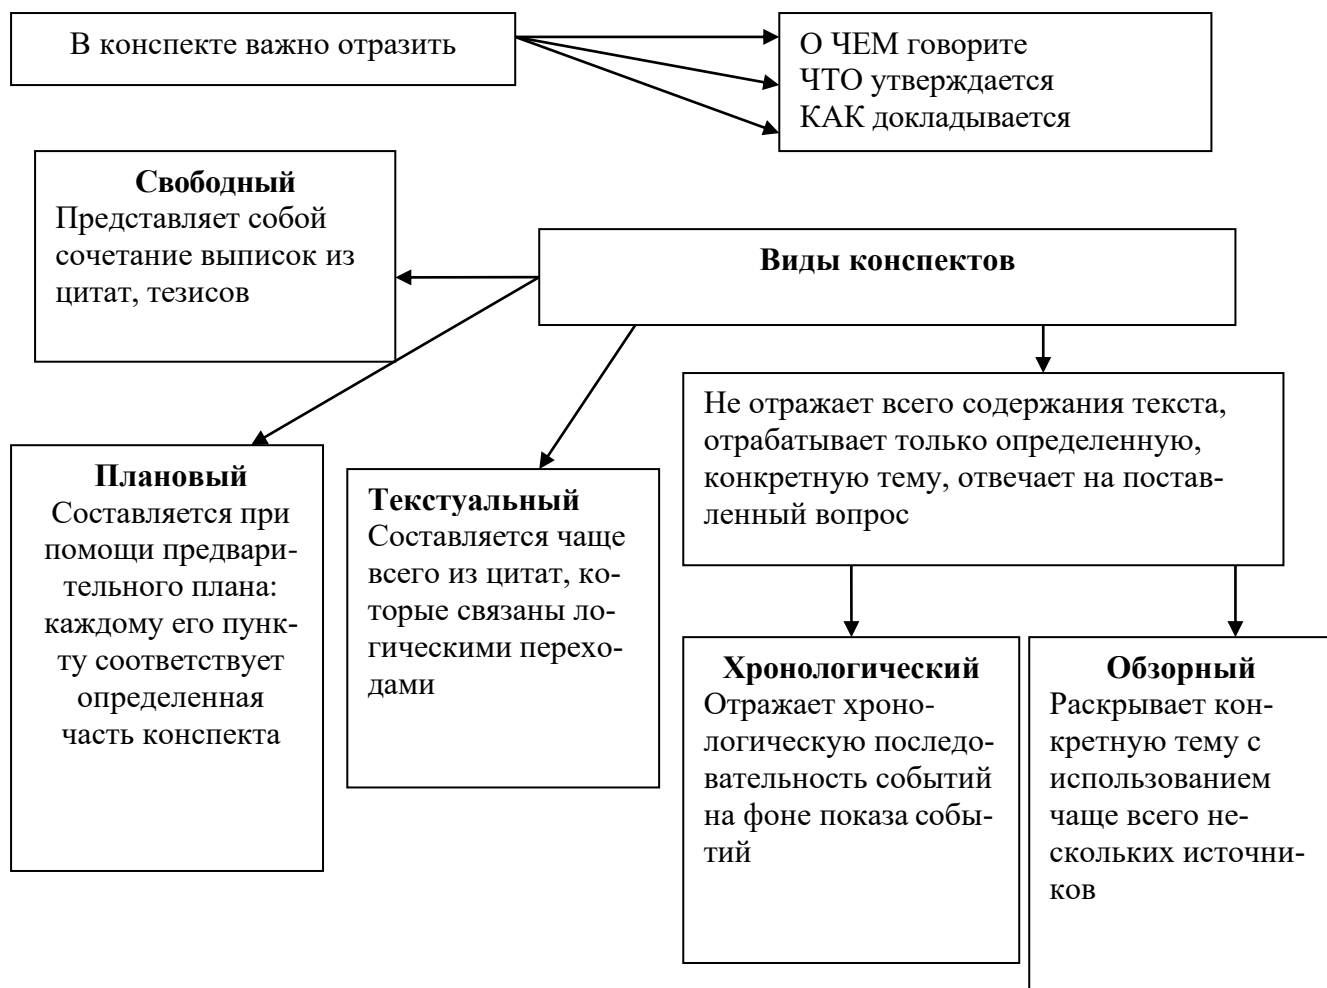 В конспекте важно отразить
О ЧЕМ говорите
ЧТО утверждается
КАК докладывается
Свободный
Представляет собой
сочетание выписок из
цитат, тезисов
Виды конспектов
Не отражает всего содержания текста,
отрабатывает только определенную,
конкретную тему, отвечает на постав-
ленный вопрос
Плановый
Составляется при
помощи предвари-
тельного плана:
каждому его пунк-
ту соответствует
определенная
часть конспекта
Текстуальный
Составляется чаще
всего из цитат, ко-
торые связаны ло-
гическими перехо-
дами
Хронологический
Отражает хроно-
логическую последо-
вательность событий
на фоне показа собы-
тий
Обзорный
Раскрывает кон-
кретную тему с
использованием
чаще всего не-
скольких источни-
ков